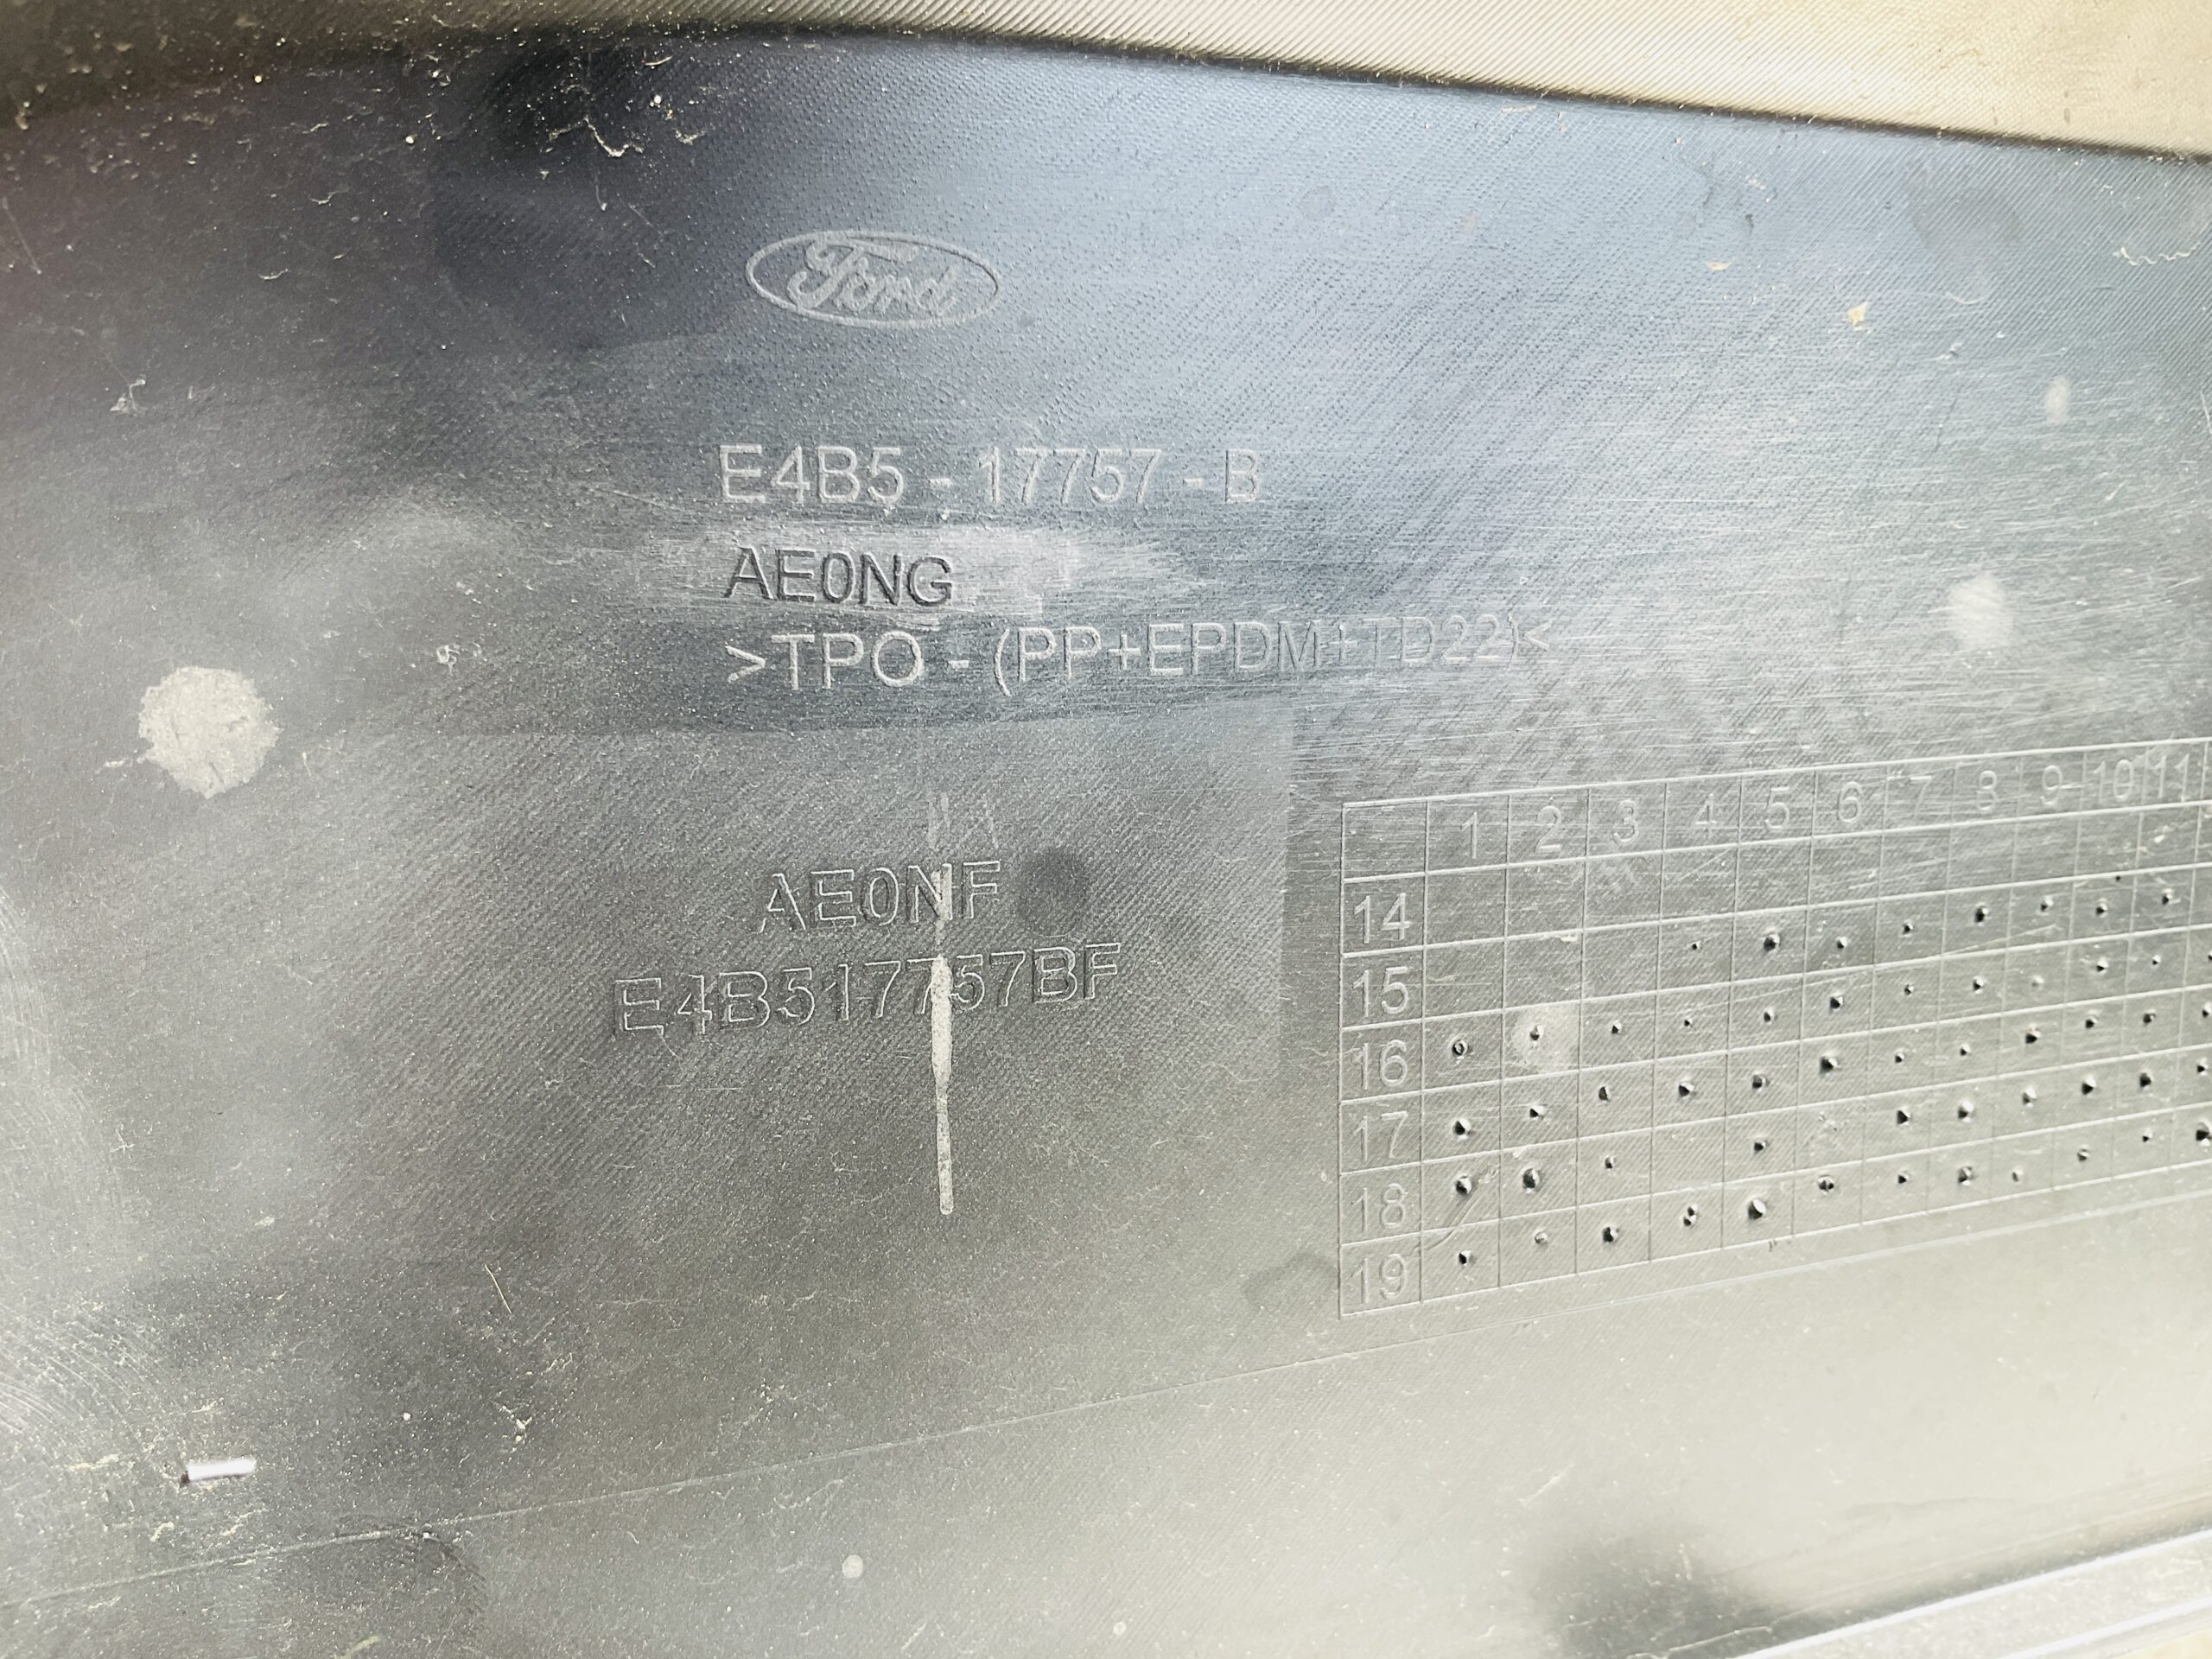 Ford
E4B5 - 17757 - B
AE0NG
>TPO - (PP+EPDM+TD22)<
AE0NF
E4B517757BF
1 2 3 4 5 6 7 8 9 10 11
14
15
16
17
18
19